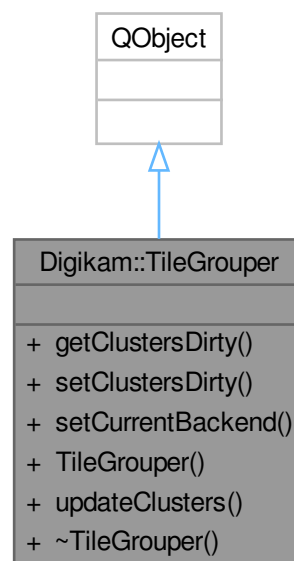 QObject
Digikam::TileGrouper
+ getClustersDirty()
+ setClustersDirty()
+ setCurrentBackend()
+ TileGrouper()
+ updateClusters()
+ ~TileGrouper()